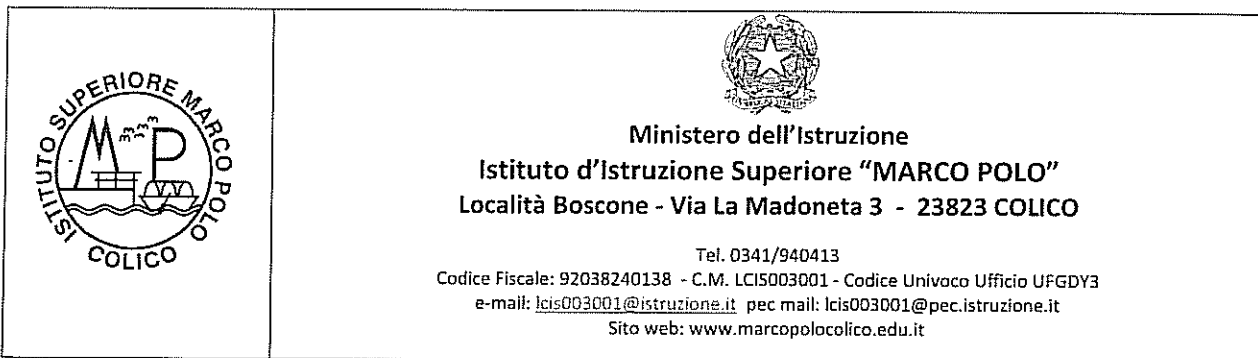 ISTITUTO SUPERIORE MARCO POLO
COLICO
M P
Ministero dell'Istruzione
Istituto d'Istruzione Superiore “MARCO POLO”
Località Boscone - Via La Madoneta 3 - 23823 COLICO
Tel. 0341/940413
Codice Fiscale: 92038240138 - C.M. LCIS003001 - Codice Univoco Ufficio UFGDY3
e-mail: lcis003001@istruzione.it pec mail: lcis003001@pec.istruzione.it
Sito web: www.marcopolocolico.edu.it